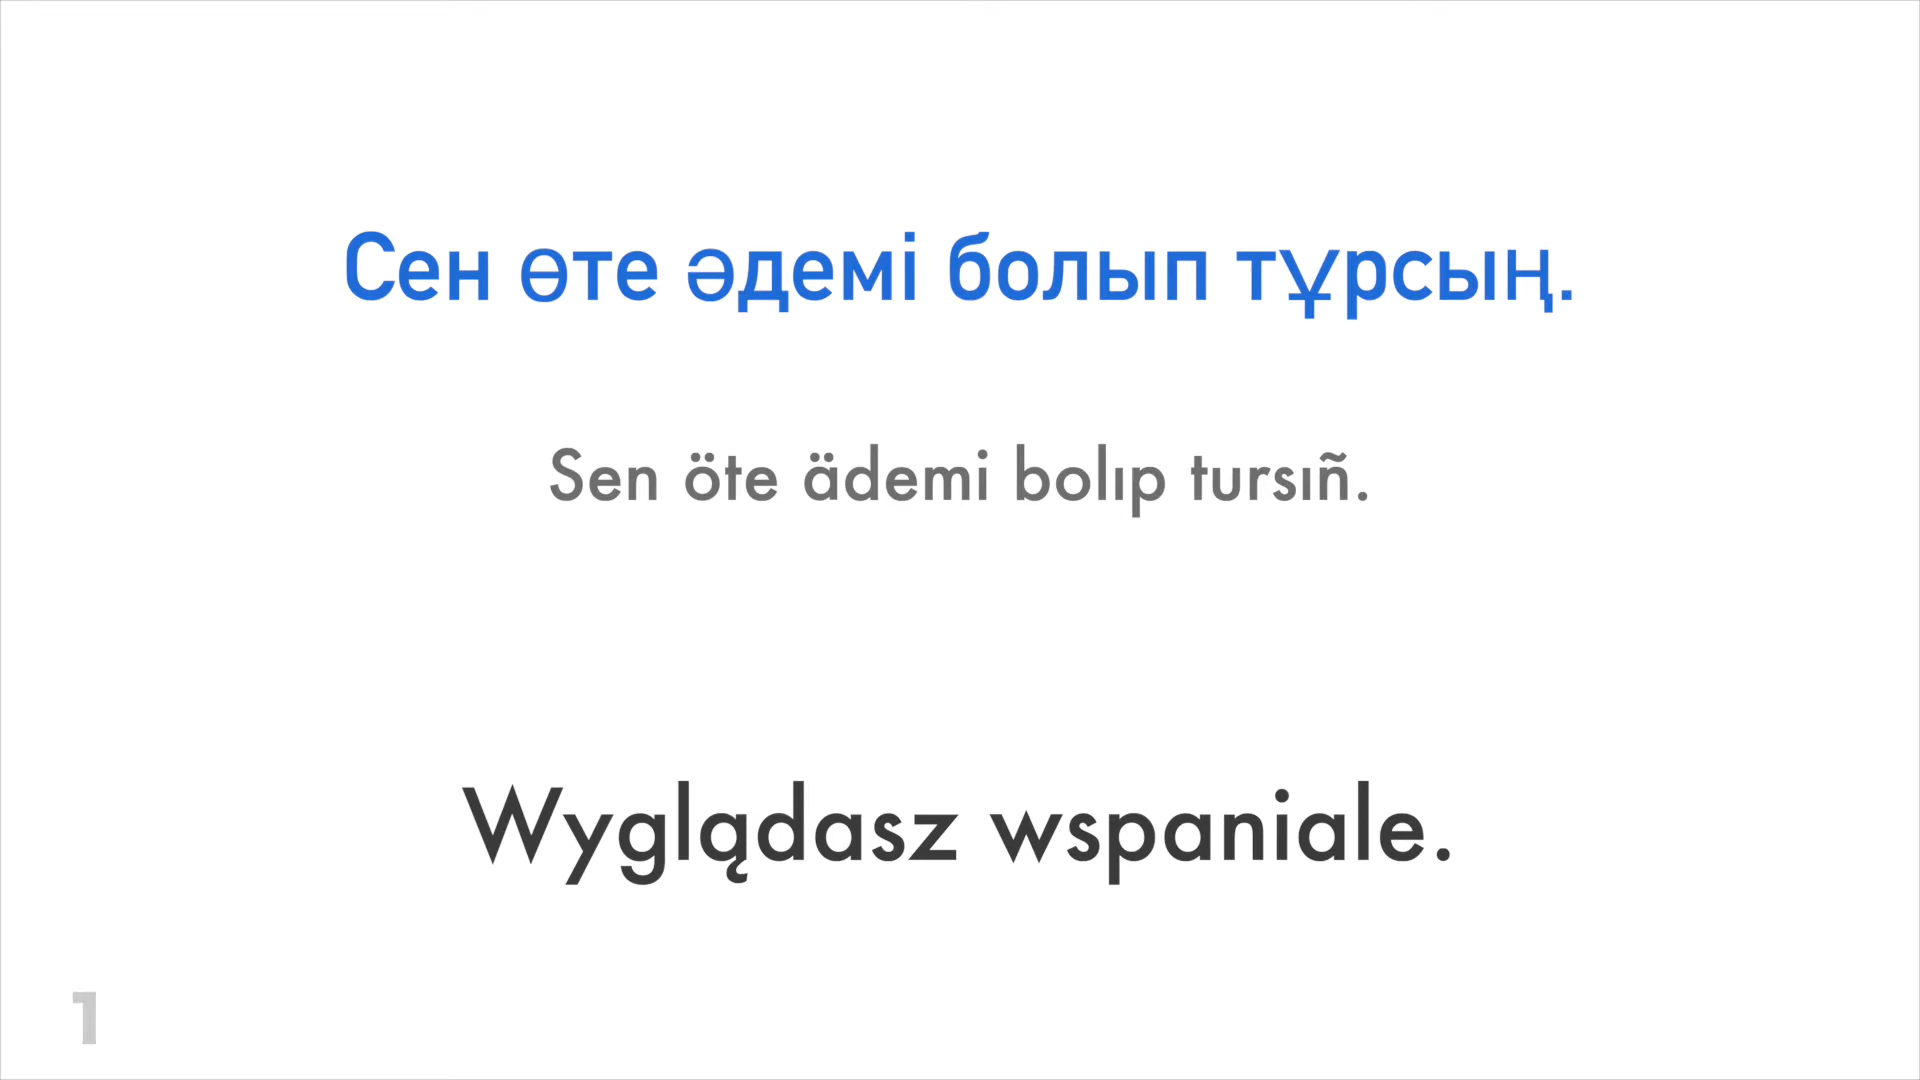 Сен өте әдемі болып тұрсың.
Sen öte ädemi bolıp tursıñ.
Wyglądasz wspaniale.
1